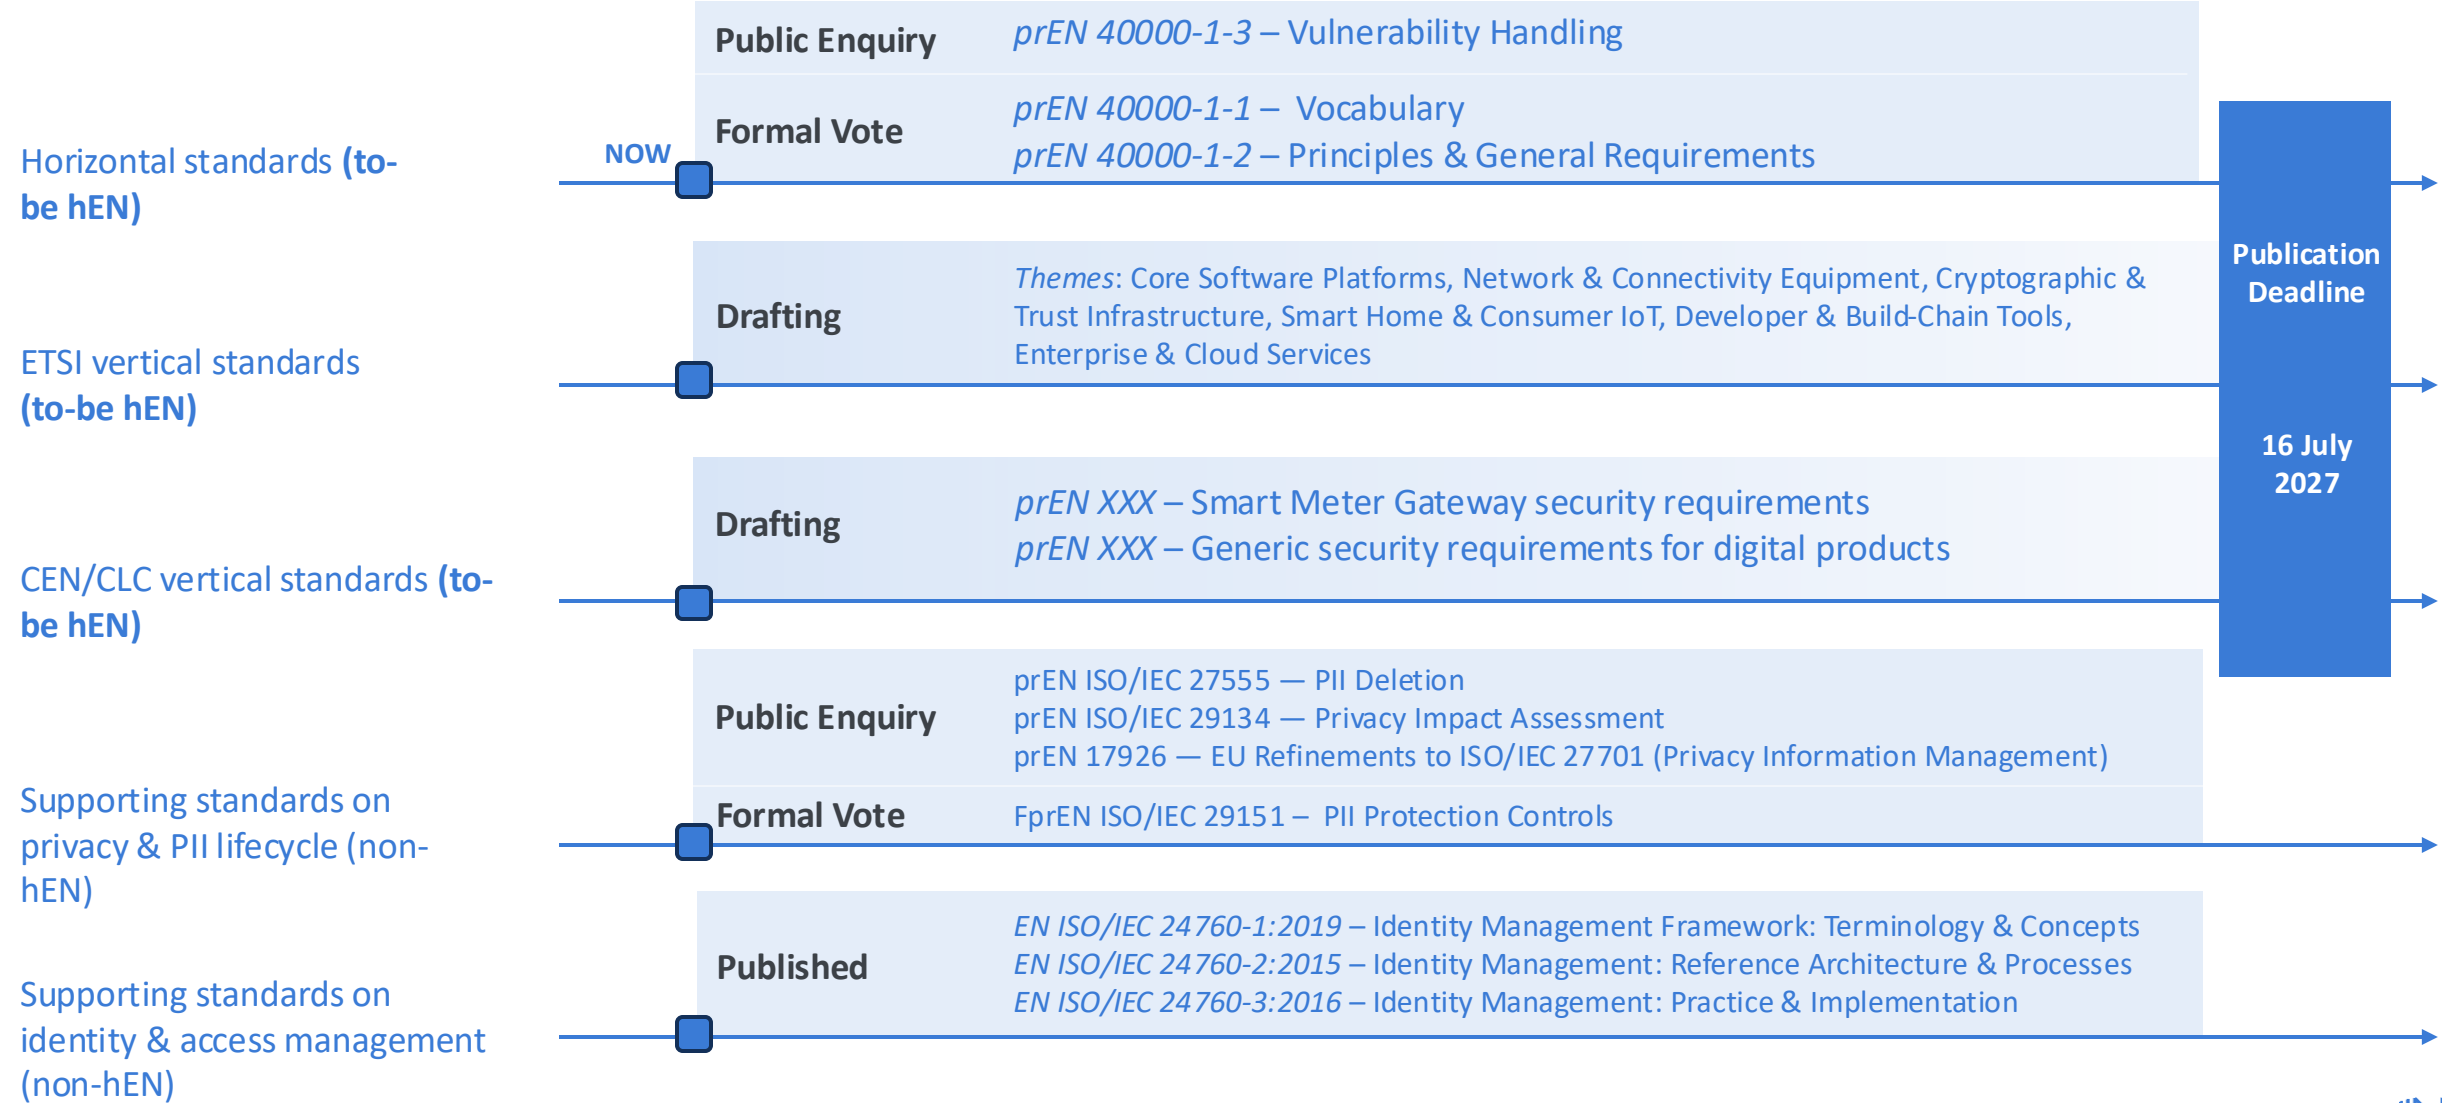 Public Enquiry
prEN 40000-1-3 – Vulnerability Handling
Formal Vote
prEN 40000-1-1 – Vocabulary
prEN 40000-1-2 – Principles & General Requirements
NOW
Horizontal standards (to-
be hEN)
Drafting
Themes: Core Software Platforms, Network & Connectivity Equipment, Cryptographic &
Trust Infrastructure, Smart Home & Consumer IoT, Developer & Build-Chain Tools,
Enterprise & Cloud Services
ETSI vertical standards
(to-be hEN)
Publication
Deadline
16 July
2027
Drafting
prEN XXX – Smart Meter Gateway security requirements
prEN XXX – Generic security requirements for digital products
CEN/CLC vertical standards (to-
be hEN)
Public Enquiry
prEN ISO/IEC 27555 — PII Deletion
prEN ISO/IEC 29134 — Privacy Impact Assessment
prEN 17926 — EU Refinements to ISO/IEC 27701 (Privacy Information Management)
Formal Vote
FprEN ISO/IEC 29151 – PII Protection Controls
Supporting standards on
privacy & PII lifecycle (non-
hEN)
Published
EN ISO/IEC 24760-1:2019 – Identity Management Framework: Terminology & Concepts
EN ISO/IEC 24760-2:2015 – Identity Management: Reference Architecture & Processes
EN ISO/IEC 24760-3:2016 – Identity Management: Practice & Implementation
Supporting standards on
identity & access management
(non-hEN)